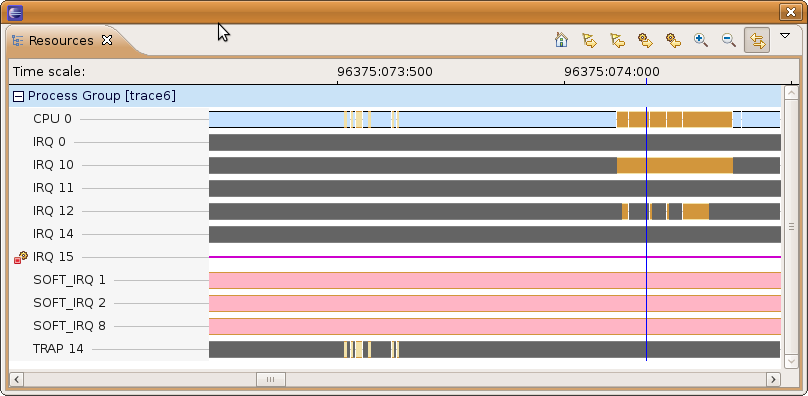 Resources
Time scale:
96375:073:500
96375:074:000
Process Group [trace6]
CPU 0
IRQ 0
IRQ 10
IRQ 11
IRQ 12
IRQ 14
IRQ 15
SOFT_IRQ 1
SOFT_IRQ 2
SOFT_IRQ 8
TRAP 14